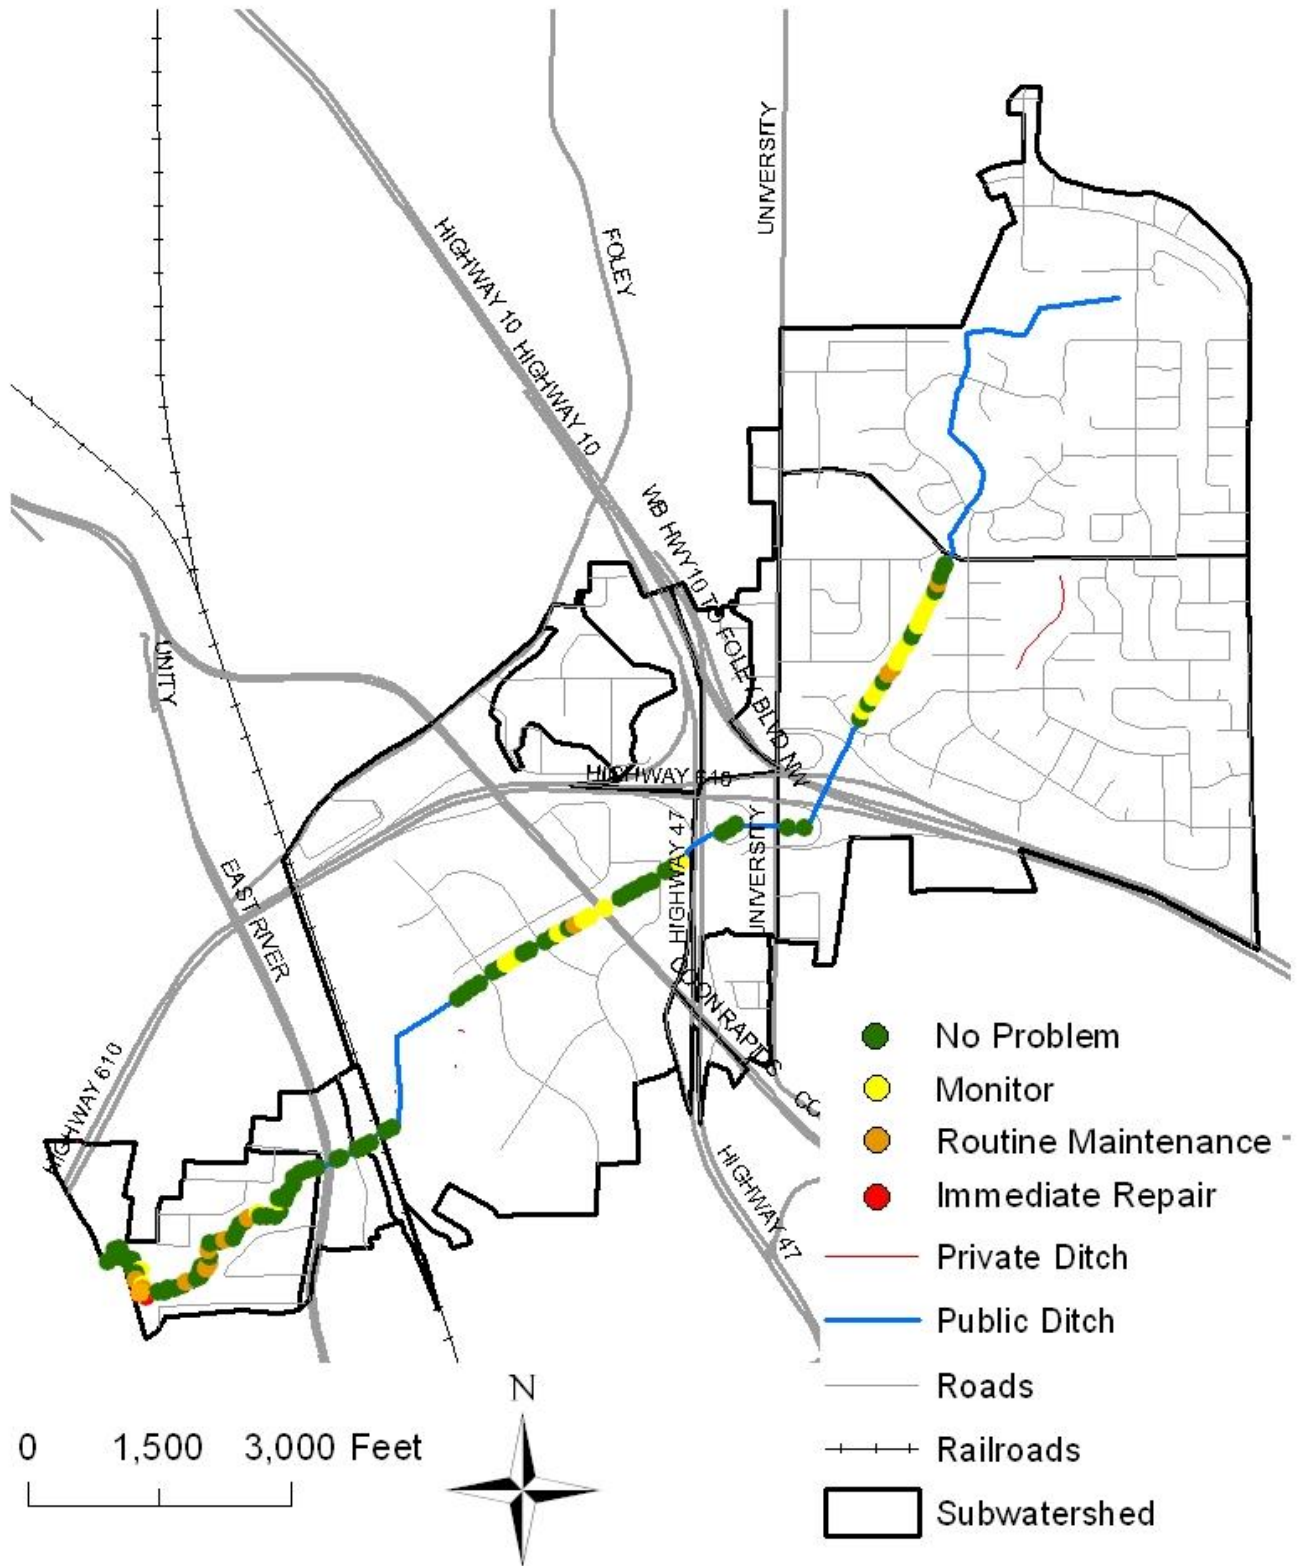 UNIVERSITY
FOLEY
HIGHWAY 10
HIGHWAY 10
WB HWY10 TO FOLEY BLVD NW
UNITY
HIGHWAY 610
HIGHWAY 47
UNIVERSITY
EAST RIVER
COON RAPIDS
CO
HIGHWAY 610
HIGHWAY 47
No Problem
Monitor
Routine Maintenance
Immediate Repair
Private Ditch
Public Ditch
Roads
Railroads
Subwatershed
N
0 1,500 3,000 Feet